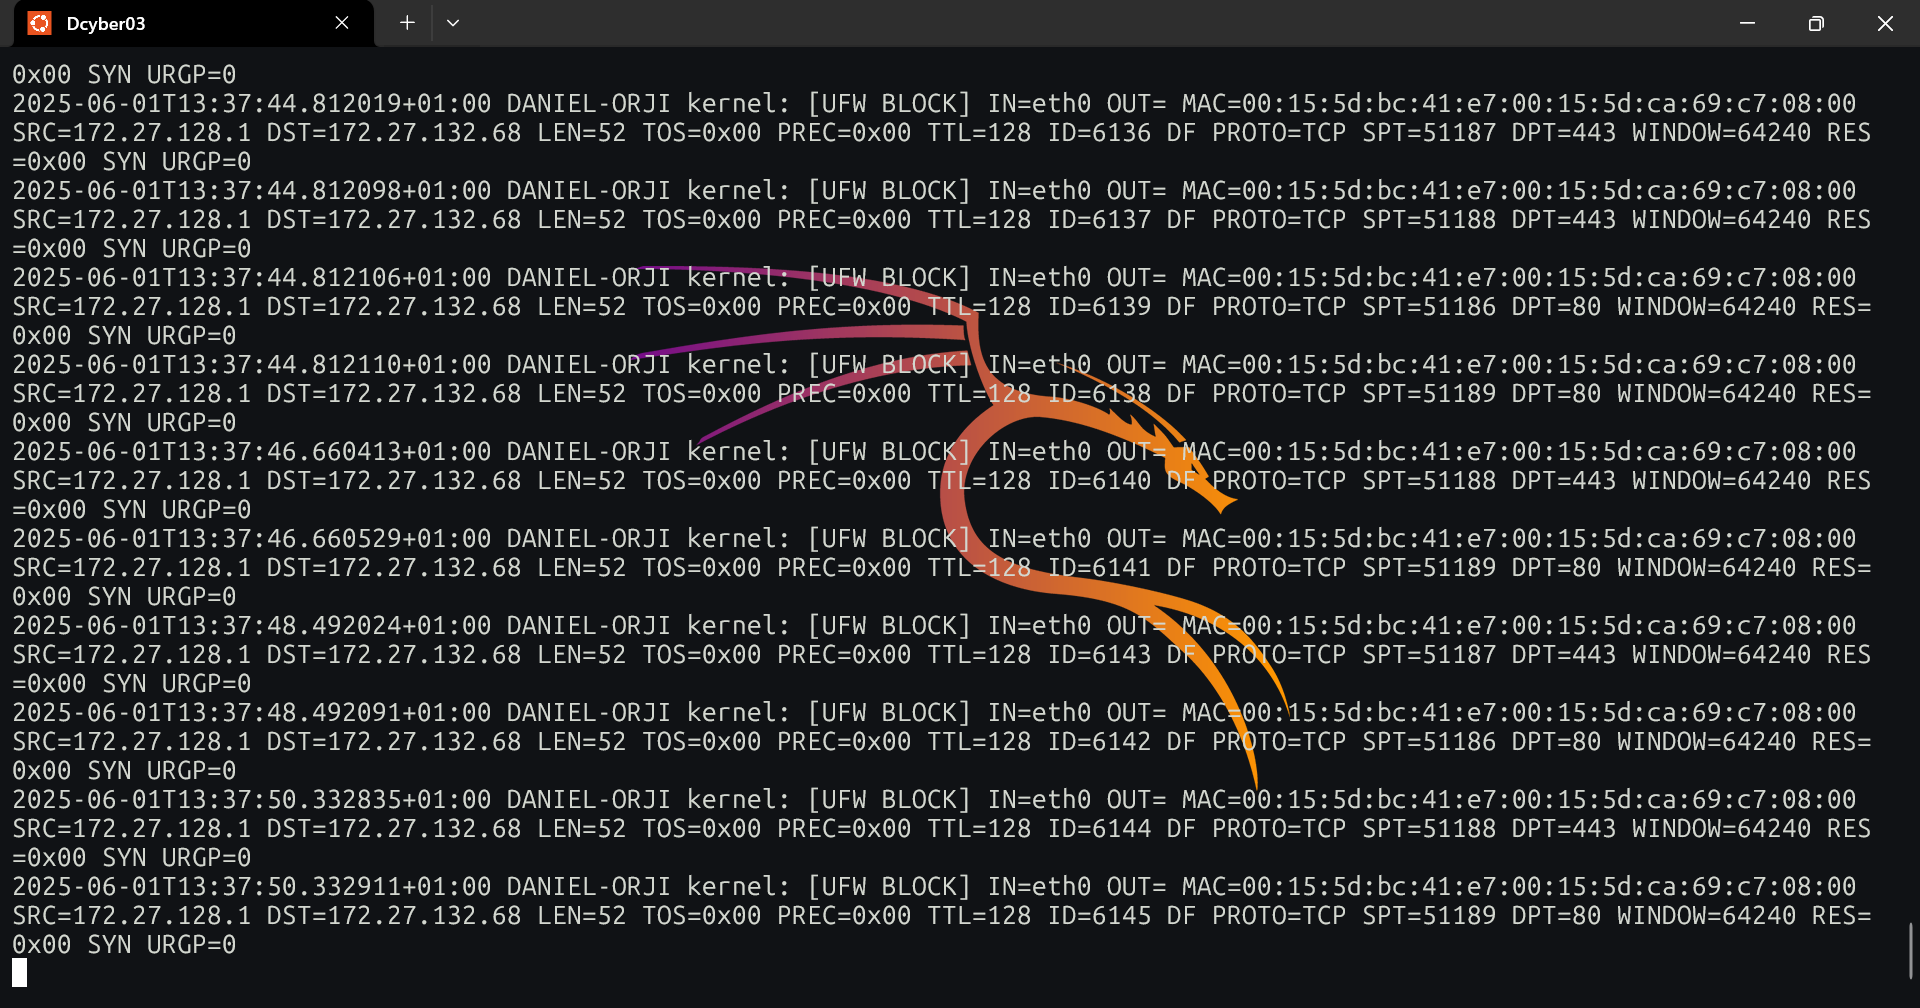 Dcyber03
0x00 SYN URGP=0
2025-06-01T13:37:44.812019+01:00 DANIEL-ORJI kernel: [UFW BLOCK] IN=eth0 OUT= MAC=00:15:5d:bc:41:e7:00:15:5d:ca:69:c7:08:00
SRC=172.27.128.1 DST=172.27.132.68 LEN=52 TOS=0x00 PREC=0x00 TTL=128 ID=6136 DF PROTO=TCP SPT=51187 DPT=443 WINDOW=64240 RES
=0x00 SYN URGP=0
2025-06-01T13:37:44.812098+01:00 DANIEL-ORJI kernel: [UFW BLOCK] IN=eth0 OUT= MAC=00:15:5d:bc:41:e7:00:15:5d:ca:69:c7:08:00
SRC=172.27.128.1 DST=172.27.132.68 LEN=52 TOS=0x00 PREC=0x00 TTL=128 ID=6137 DF PROTO=TCP SPT=51188 DPT=443 WINDOW=64240 RES
=0x00 SYN URGP=0
2025-06-01T13:37:44.812106+01:00 DANIEL-ORJI kernel: [UFW BLOCK] IN=eth0 OUT= MAC=00:15:5d:bc:41:e7:00:15:5d:ca:69:c7:08:00
SRC=172.27.128.1 DST=172.27.132.68 LEN=52 TOS=0x00 PREC=0x00 TTL=128 ID=6139 DF PROTO=TCP SPT=51186 DPT=80 WINDOW=64240 RES=
0x00 SYN URGP=0
2025-06-01T13:37:44.812110+01:00 DANIEL-ORJI kernel: [UFW BLOCK] IN=eth0 OUT= MAC=00:15:5d:bc:41:e7:00:15:5d:ca:69:c7:08:00
SRC=172.27.128.1 DST=172.27.132.68 LEN=52 TOS=0x00 PREC=0x00 TTL=128 ID=6138 DF PROTO=TCP SPT=51189 DPT=80 WINDOW=64240 RES=
0x00 SYN URGP=0
2025-06-01T13:37:46.660413+01:00 DANIEL-ORJI kernel: [UFW BLOCK] IN=eth0 OUT= MAC=00:15:5d:bc:41:e7:00:15:5d:ca:69:c7:08:00
SRC=172.27.128.1 DST=172.27.132.68 LEN=52 TOS=0x00 PREC=0x00 TTL=128 ID=6140 DF PROTO=TCP SPT=51188 DPT=443 WINDOW=64240 RES
=0x00 SYN URGP=0
2025-06-01T13:37:46.660529+01:00 DANIEL-ORJI kernel: [UFW BLOCK] IN=eth0 OUT= MAC=00:15:5d:bc:41:e7:00:15:5d:ca:69:c7:08:00
SRC=172.27.128.1 DST=172.27.132.68 LEN=52 TOS=0x00 PREC=0x00 TTL=128 ID=6141 DF PROTO=TCP SPT=51189 DPT=80 WINDOW=64240 RES=
0x00 SYN URGP=0
2025-06-01T13:37:48.492024+01:00 DANIEL-ORJI kernel: [UFW BLOCK] IN=eth0 OUT= MAC=00:15:5d:bc:41:e7:00:15:5d:ca:69:c7:08:00
SRC=172.27.128.1 DST=172.27.132.68 LEN=52 TOS=0x00 PREC=0x00 TTL=128 ID=6143 DF PROTO=TCP SPT=51187 DPT=443 WINDOW=64240 RES
=0x00 SYN URGP=0
2025-06-01T13:37:48.492091+01:00 DANIEL-ORJI kernel: [UFW BLOCK] IN=eth0 OUT= MAC=00:15:5d:bc:41:e7:00:15:5d:ca:69:c7:08:00
SRC=172.27.128.1 DST=172.27.132.68 LEN=52 TOS=0x00 PREC=0x00 TTL=128 ID=6142 DF PROTO=TCP SPT=51186 DPT=80 WINDOW=64240 RES=
0x00 SYN URGP=0
2025-06-01T13:37:50.332835+01:00 DANIEL-ORJI kernel: [UFW BLOCK] IN=eth0 OUT= MAC=00:15:5d:bc:41:e7:00:15:5d:ca:69:c7:08:00
SRC=172.27.128.1 DST=172.27.132.68 LEN=52 TOS=0x00 PREC=0x00 TTL=128 ID=6144 DF PROTO=TCP SPT=51188 DPT=443 WINDOW=64240 RES
=0x00 SYN URGP=0
2025-06-01T13:37:50.332911+01:00 DANIEL-ORJI kernel: [UFW BLOCK] IN=eth0 OUT= MAC=00:15:5d:bc:41:e7:00:15:5d:ca:69:c7:08:00
SRC=172.27.128.1 DST=172.27.132.68 LEN=52 TOS=0x00 PREC=0x00 TTL=128 ID=6145 DF PROTO=TCP SPT=51189 DPT=80 WINDOW=64240 RES=
0x00 SYN URGP=0